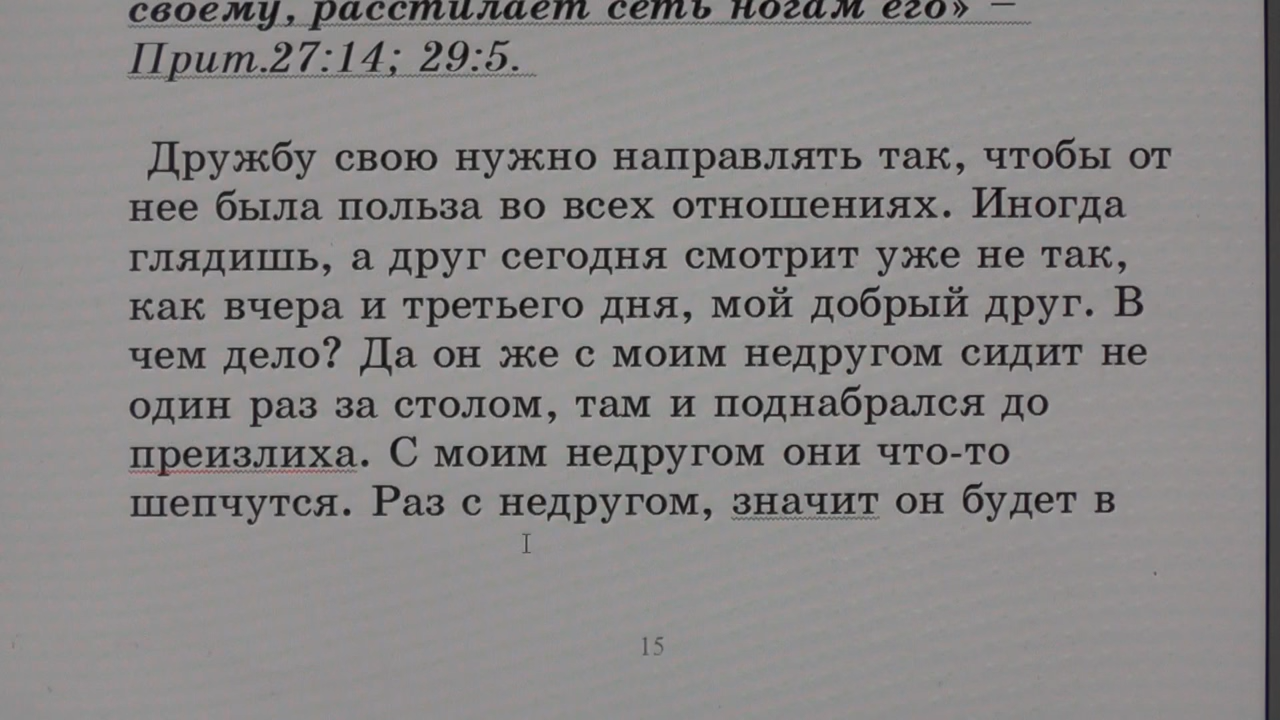 своему, расстилает сеть ногам его» –
Прит.27:14; 29:5.
Дружбу свою нужно направлять так, чтобы от
нее была польза во всех отношениях. Иногда
глядишь, а друг сегодня смотрит уже не так,
как вчера и третьего дня, мой добрый друг. В
чем дело? Да он же с моим недругом сидит не
один раз за столом, там и поднабрался до
преизлиха. С моим недругом они что-то
шепчутся. Раз с недругом, значит он будет в
15